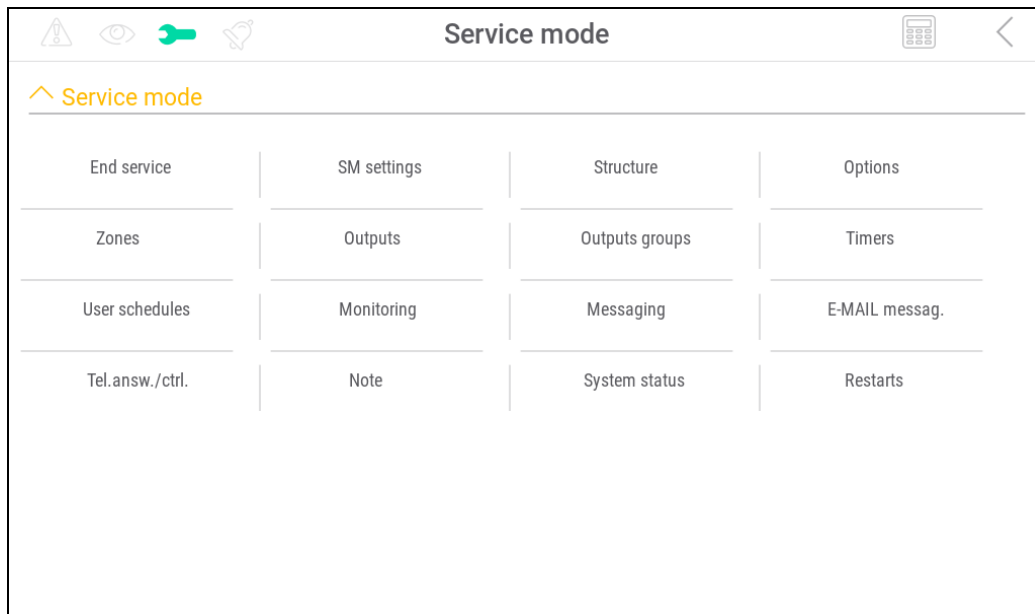 Service mode
Service mode
End service SM settings Structure Options
Zones Outputs Outputs groups Timers
User schedules Monitoring Messaging E-MAIL messag.
Tel.answ./ctrl. Note System status Restarts